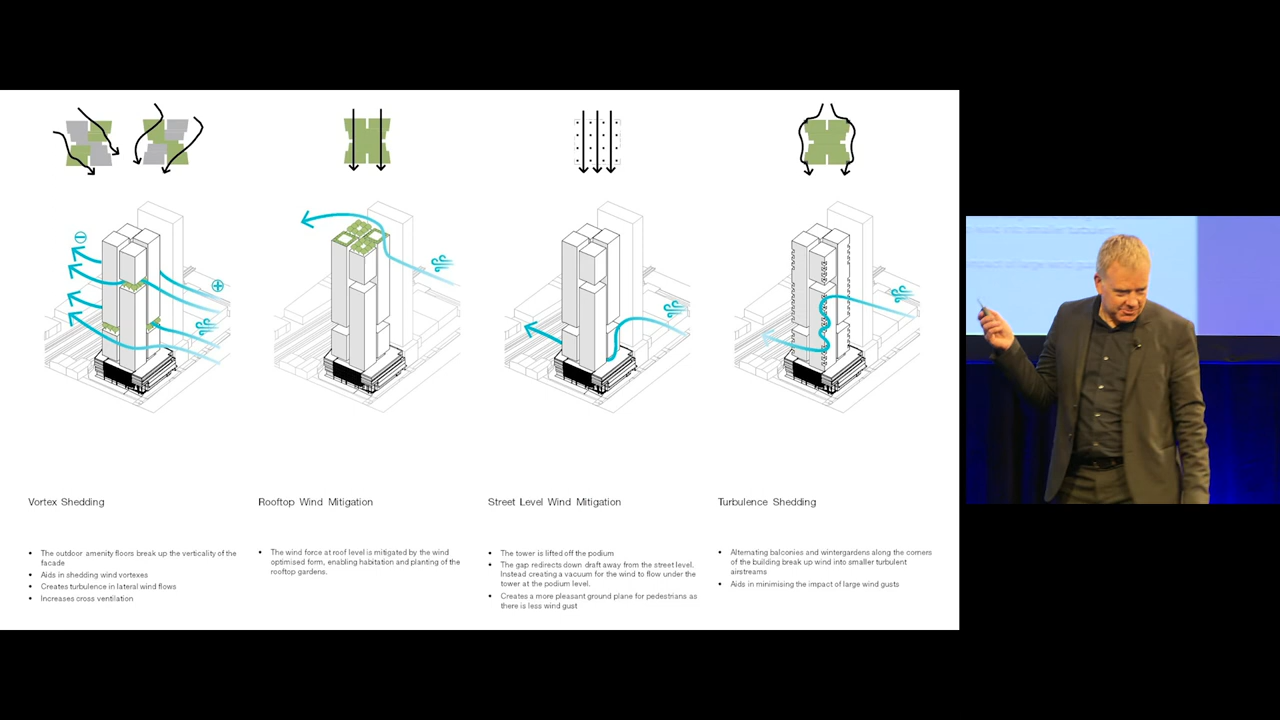 Vortex Shedding
• The outdoor amenity floors break up the verticality of the
facade
• Aids in shedding wind vortexes
• Creates turbulence in lateral wind flows
• Increases cross ventilation
Rooftop Wind Mitigation
• The wind force at roof level is mitigated by the wind
optimised form, enabling habitation and planting of the
rooftop gardens.
Street Level Wind Mitigation
• The tower is lifted off the podium
• The gap redirects down draft away from the street level.
Instead creating a vacuum for the wind to flow under the
tower at the podium level.
• Creates a more pleasant ground plane for pedestrians as
there is less wind gust
Turbulence Shedding
• Alternating balconies and wintergardens along the corners
of the building break up wind into smaller turbulent
airstreams
• Aids in minimising the impact of large wind gusts